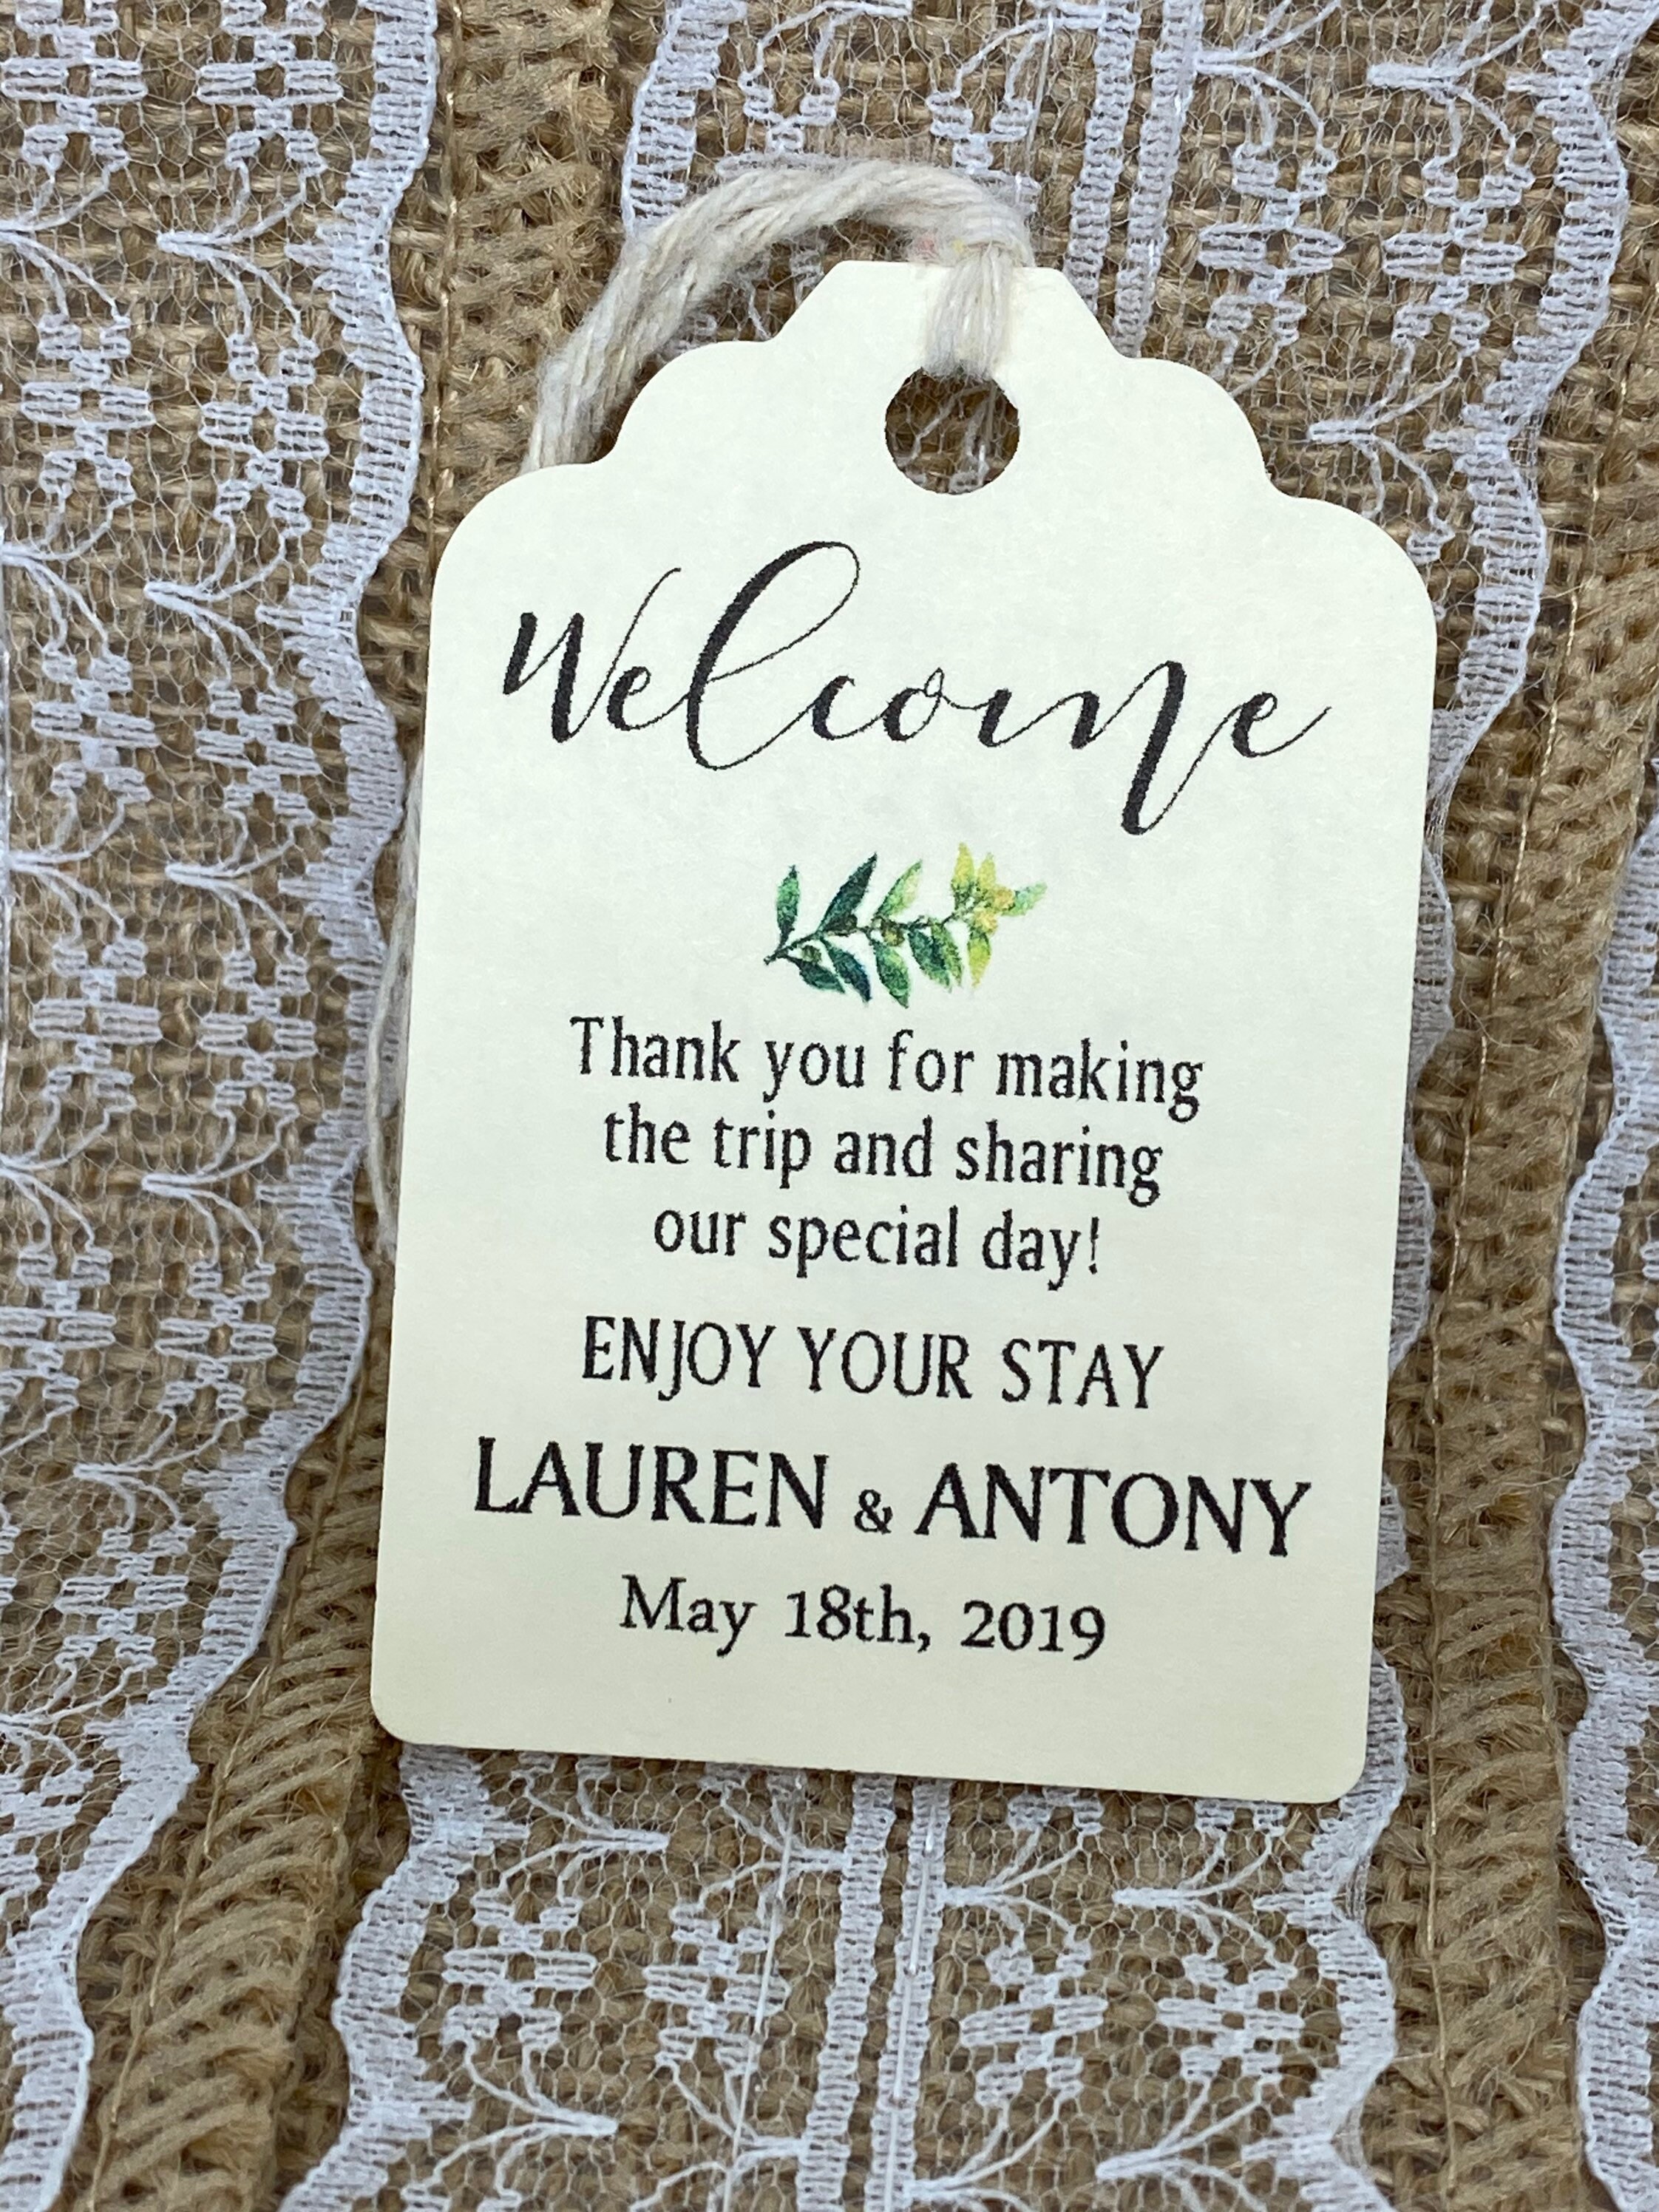 Welcome
Thank you for making
the trip and sharing
our special day!
ENJOY YOUR STAY
LAUREN & ANTONY
May 18th, 2019